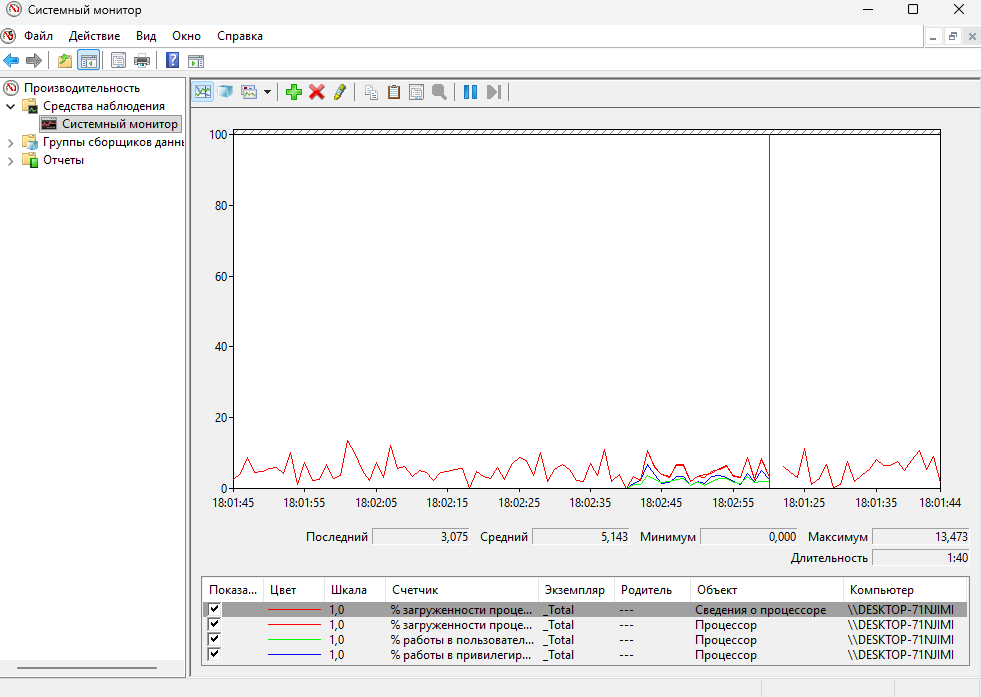 Системный монитор
Файл Действие Вид Окно Справка
Производительность
Средства наблюдения
Системный монитор
Группы сборщиков даннь
Отчеты
100
80
60
40
20
0
18:01:45 18:01:55 18:02:05 18:02:15 18:02:25 18:02:35 18:02:45 18:02:55 18:01:25 18:01:35 18:01:44
Последний 3,075 Средний 5,143 Минимум 0,000 Максимум 13,473
Длительность 1:40
Показа... Цвет Шкала Счетчик Экземпляр Родитель Объект Компьютер
1,0 % загруженности проце... _Total --- Сведения о процессоре \\DESKTOP-71NJIMI
1,0 % загруженности проце... _Total --- Процессор \\DESKTOP-71NJIMI
1,0 % работы в пользовател... _Total --- Процессор \\DESKTOP-71NJIMI
1,0 % работы в привилегир... _Total --- Процессор \\DESKTOP-71NJIMI